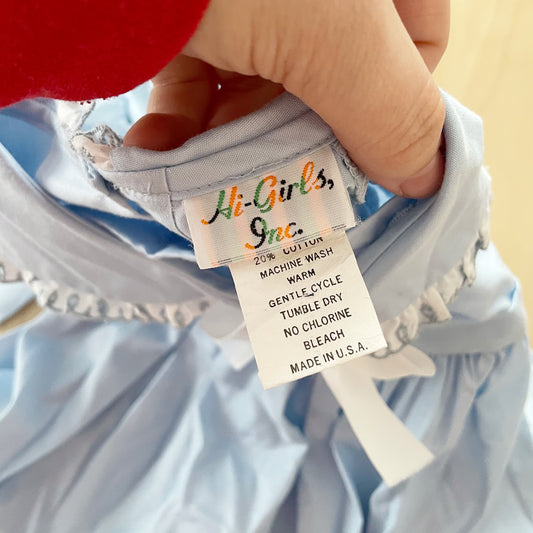 Hi-Girls,
Inc.
20% COTTON
MACHINE WASH
WARM
GENTLE CYCLE
TUMBLE DRY
NO CHLORINE
BLEACH
MADE IN U.S.A.